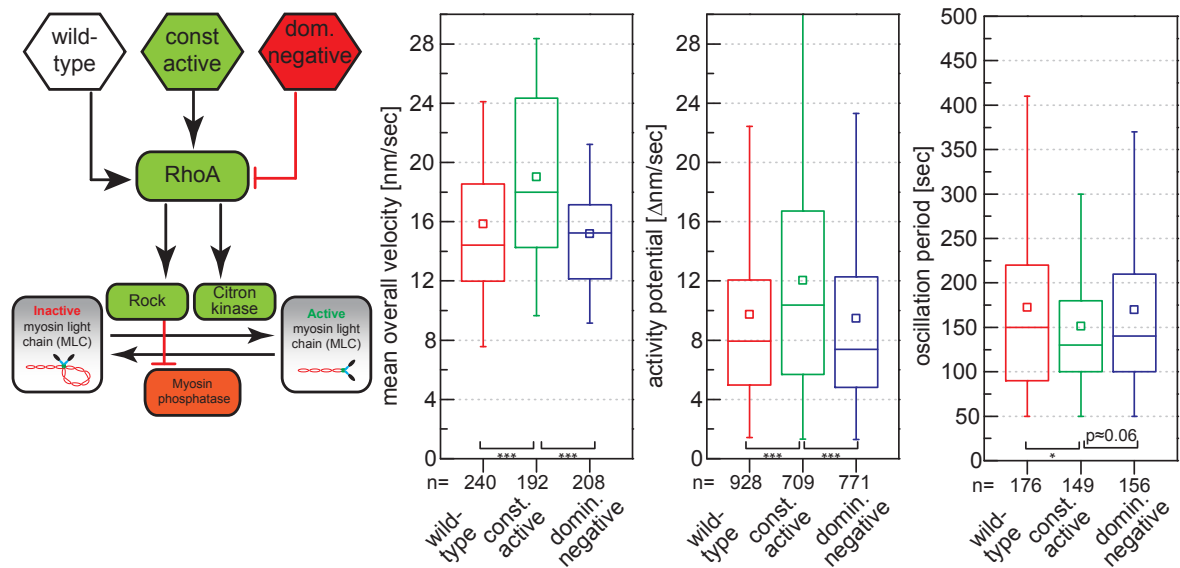 wild-
type
const
active
dom.
negative
RhoA
Rock
Citron
kinase
Inactive
myosin light
chain (MLC)
Active
myosin light
chain (MLC)
Myosin
phosphatase
mean overall velocity [nm/sec]
28
24
20
16
12
8
4
0
*** ***
n= 240 192 208
wild-
type
const.
active
domin.
negative
activity potential [Δnm/sec]
28
24
20
16
12
8
4
0
*** ***
n= 928 709 771
wild-
type
const.
active
domin.
negative
oscillation period [sec]
500
450
400
350
300
250
200
150
100
50
0
* p≈0.06
n= 176 149 156
wild-
type
const.
active
domin.
negative